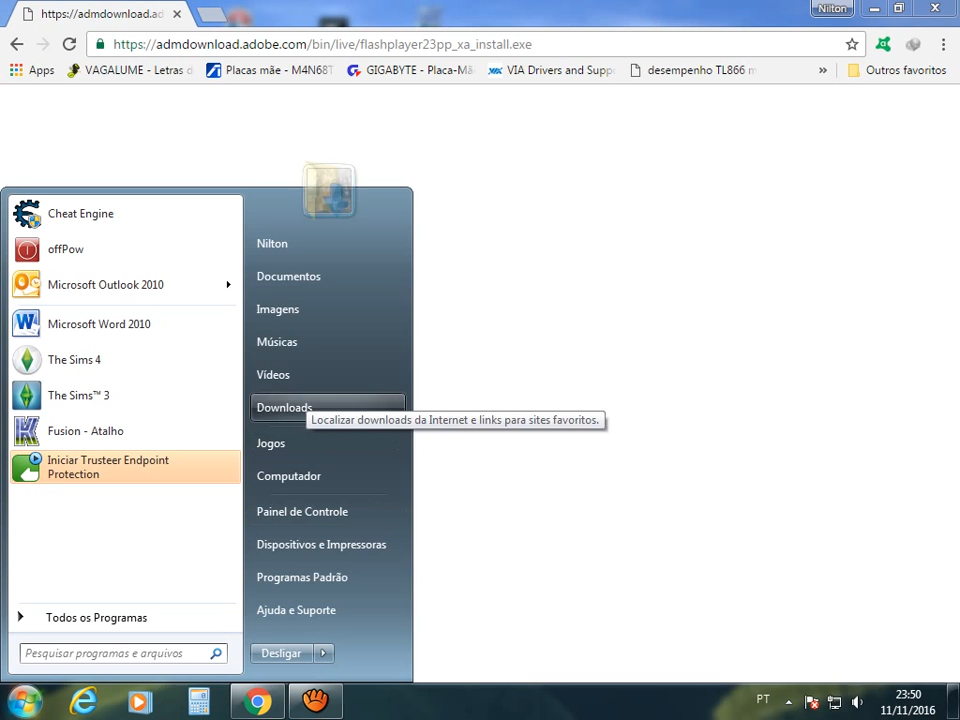 https://admdownload.ad
Nilton
https://admdownload.adobe.com/bin/live/flashplayer23pp_xa_install.exe
Apps
VAGALUME - Letras d
Placas mãe - M4N68T
GIGABYTE - Placa-Mã
VIA Drivers and Supp
desempenho TL866 m
»
Outros favoritos
Cheat Engine
offPow
Microsoft Outlook 2010
Microsoft Word 2010
The Sims 4
The Sims™ 3
Fusion - Atalho
Iniciar Trusteer Endpoint
Protection
Todos os Programas
Pesquisar programas e arquivos
Nilton
Documentos
Imagens
Músicas
Vídeos
Downloads
Localizar downloads da Internet e links para sites favoritos.
Jogos
Computador
Painel de Controle
Dispositivos e Impressoras
Programas Padrão
Ajuda e Suporte
Desligar
PT
23:50
11/11/2016